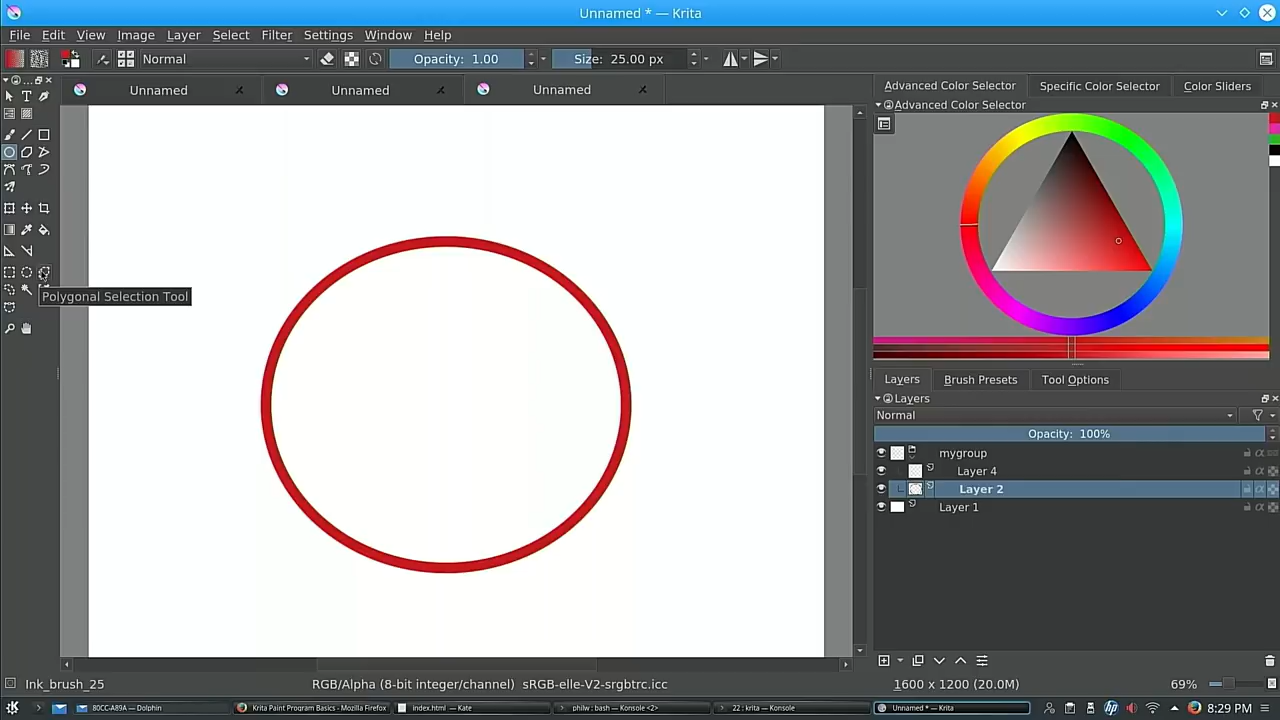 Unnamed * — Krita
File Edit View Image Layer Select Filter Settings Window Help
Normal Opacity: 1.00 Size: 25.00 px
Unnamed Unnamed Unnamed
Advanced Color Selector Specific Color Selector Color Sliders
Advanced Color Selector
Polygonal Selection Tool
Layers Brush Presets Tool Options
Layers
Normal
Opacity: 100%
mygroup
Layer 4
Layer 2
Layer 1
Ink_brush_25 RGB/Alpha (8-bit integer/channel) sRGB-elle-V2-srgbtrc.icc 1600 x 1200 (20.0M) 69%
80CC-A89A — Dolphin Krita Paint Program Basics - Mozilla Firefox index.html — Kate philw : bash — Konsole <2> 22 : krita — Konsole Unnamed * — Krita 8:29 PM